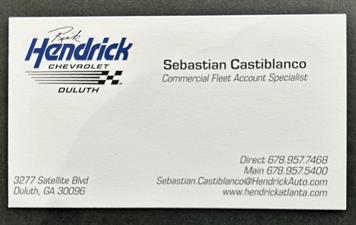 Rick
Hendrick
CHEVROLET
DULUTH
Sebastian Castiblanco
Commercial Fleet Account Specialist
Direct 678.957.7468
Main 678.957.5400
3277 Satellite Blvd
Sebastian.Castiblanco@HendrickAuto.com
Duluth, GA 30096
www.hendrickatlanta.com